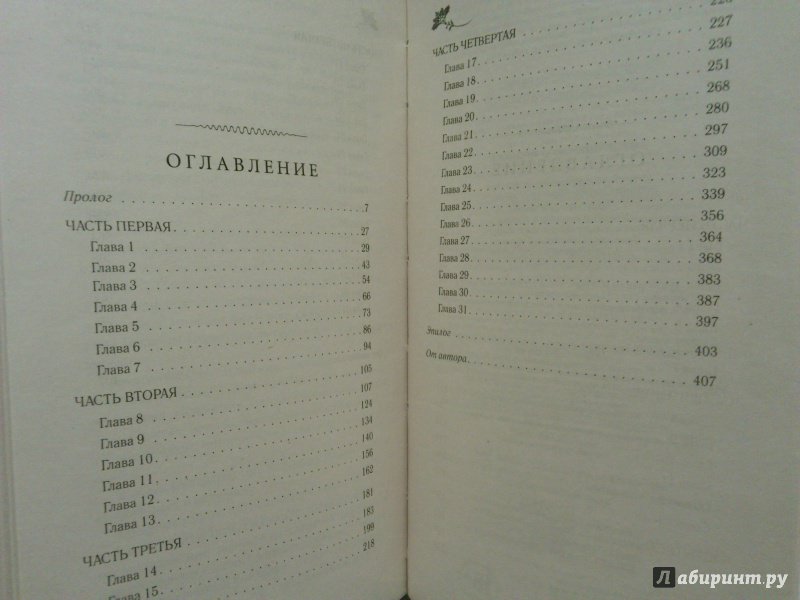 ОГЛАВЛЕНИЕ
Пролог 7
ЧАСТЬ ПЕРВАЯ 27
Глава 1 29
Глава 2 43
Глава 3 54
Глава 4 66
Глава 5 73
Глава 6 86
Глава 7 94
ЧАСТЬ ВТОРАЯ 105
Глава 8 107
Глава 9 124
Глава 10 134
Глава 11 140
Глава 12 156
Глава 13 162
ЧАСТЬ ТРЕТЬЯ 181
Глава 14 183
Глава 15 199
218
ЧАСТЬ ЧЕТВЕРТАЯ
Глава 17 227
Глава 18 236
Глава 19 251
Глава 20 268
Глава 21 280
Глава 22 297
Глава 23 309
Глава 24 323
Глава 25 339
Глава 26 356
Глава 27 364
Глава 28 368
Глава 29 383
Глава 30 387
Глава 31 397
Эпилог 403
От автора 407
Лабиринт.ру